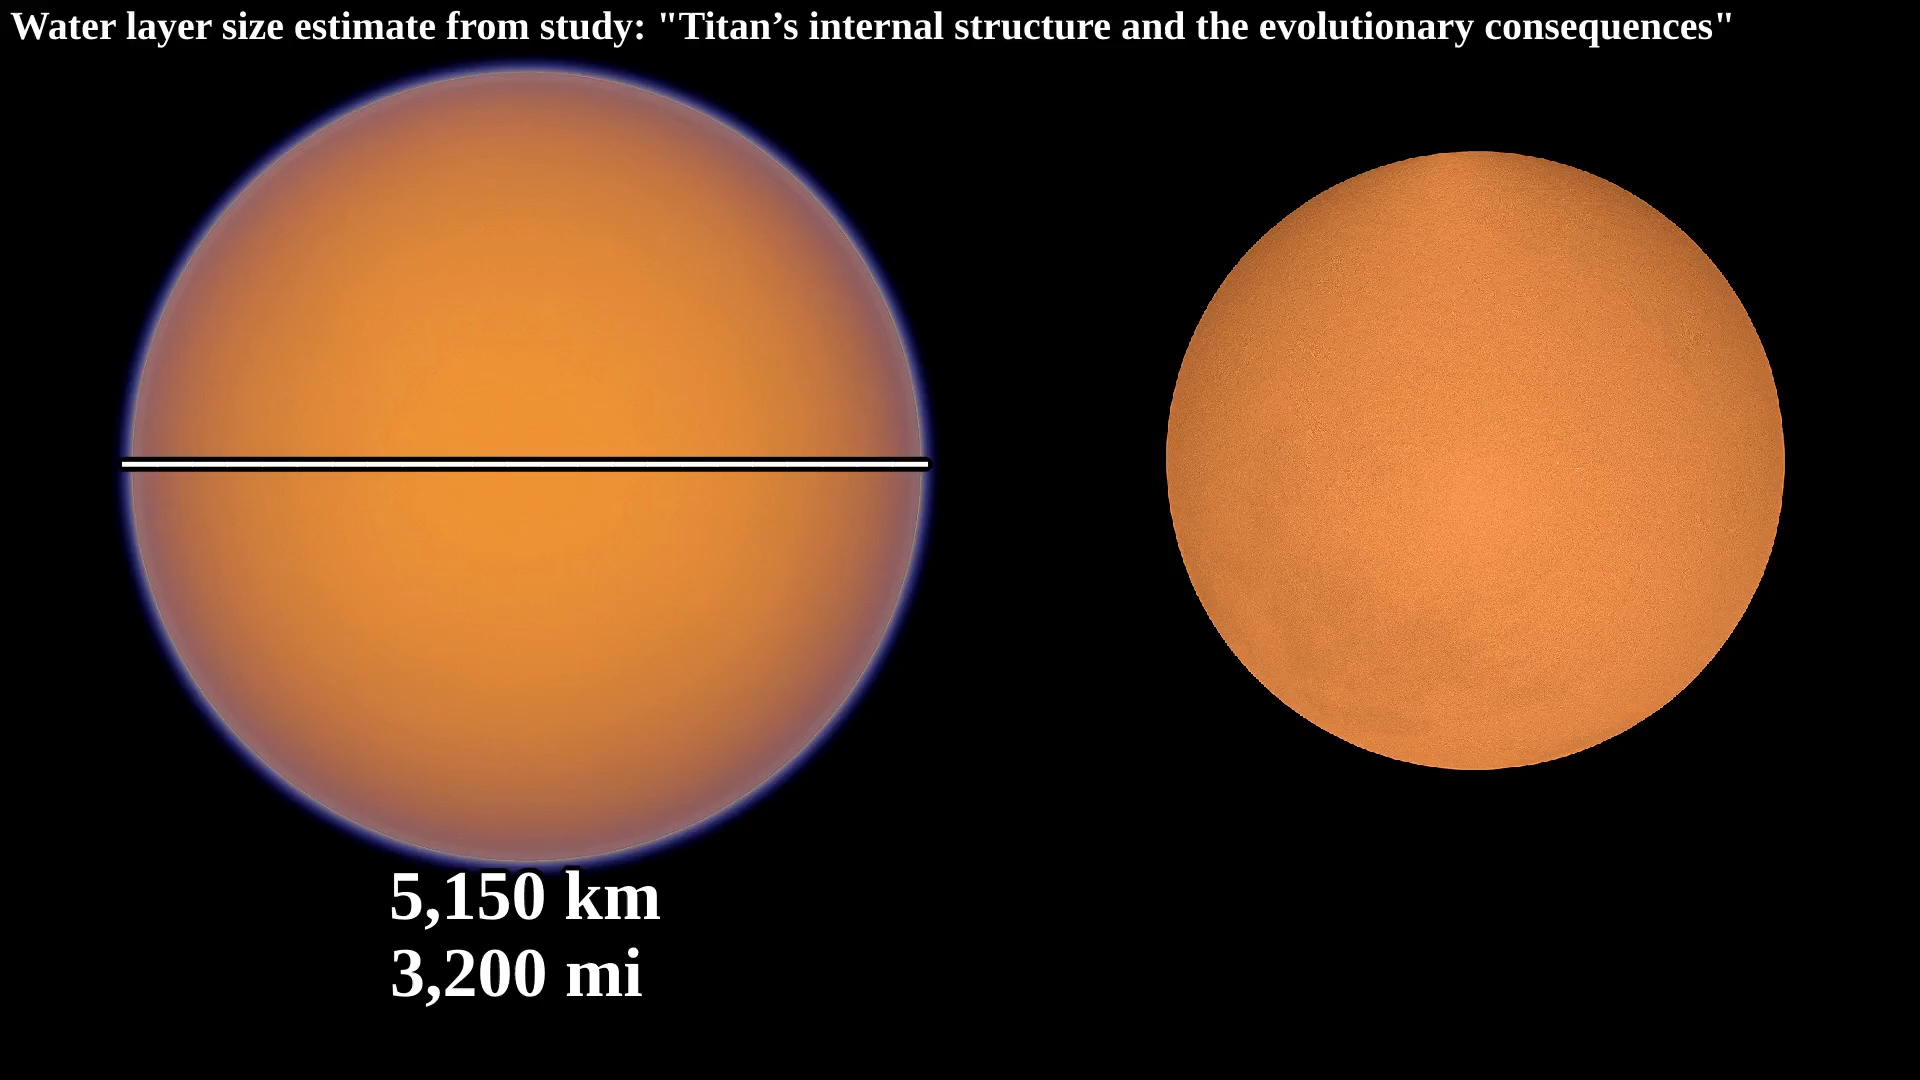 Water layer size estimate from study: "Titan’s internal structure and the evolutionary consequences"
5,150 km
3,200 mi